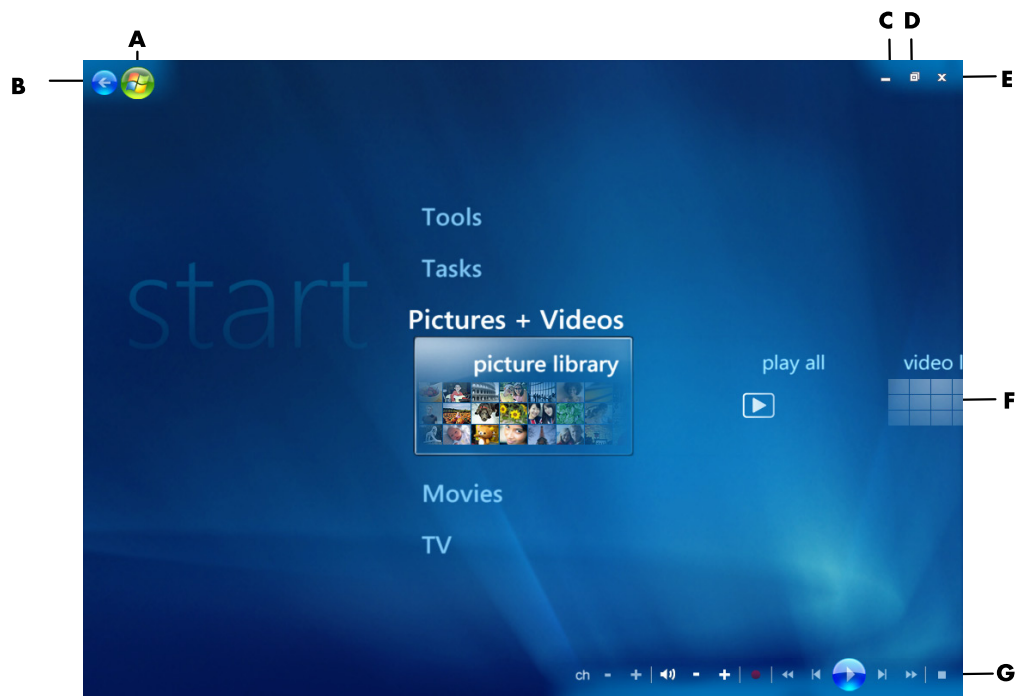 C D
A
B
E
Tools
Tasks
start
Pictures + Videos
picture library
play all
video l
F
Movies
TV
ch - + - +
G